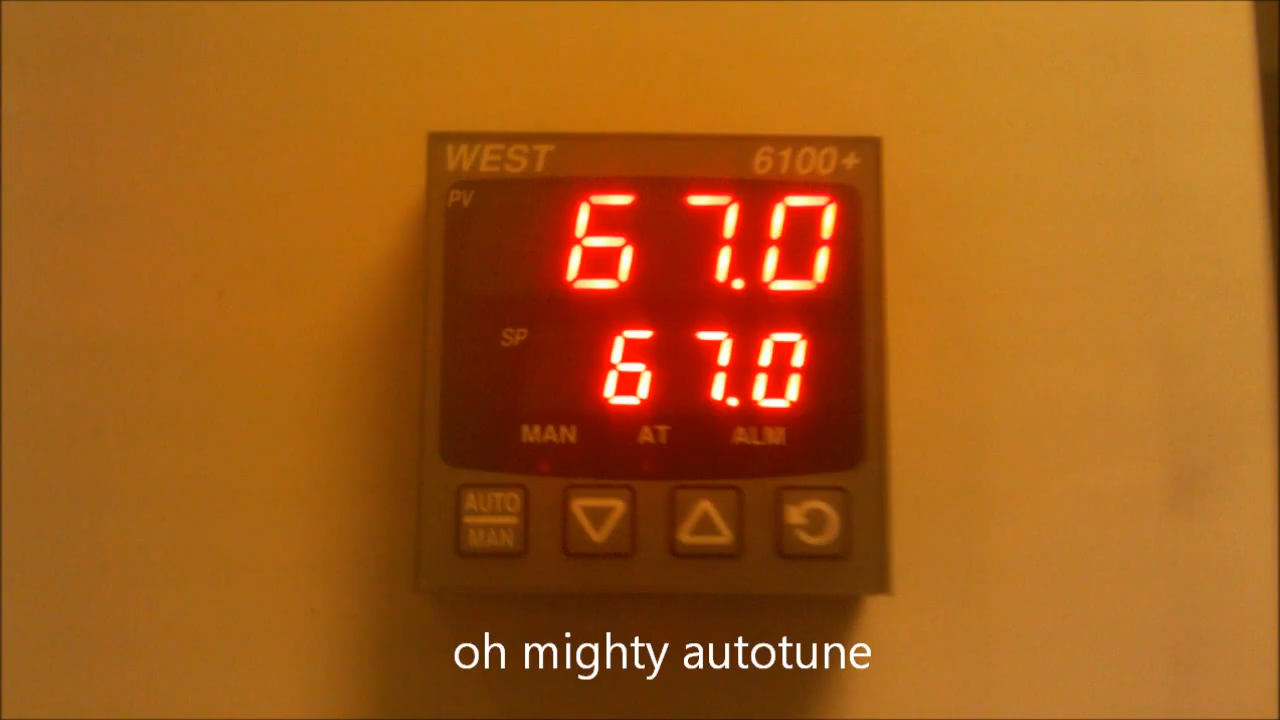 WEST 6100+
PV 67.0
SP 67.0
MAN AT ALM
AUTO
MAN
oh mighty autotune